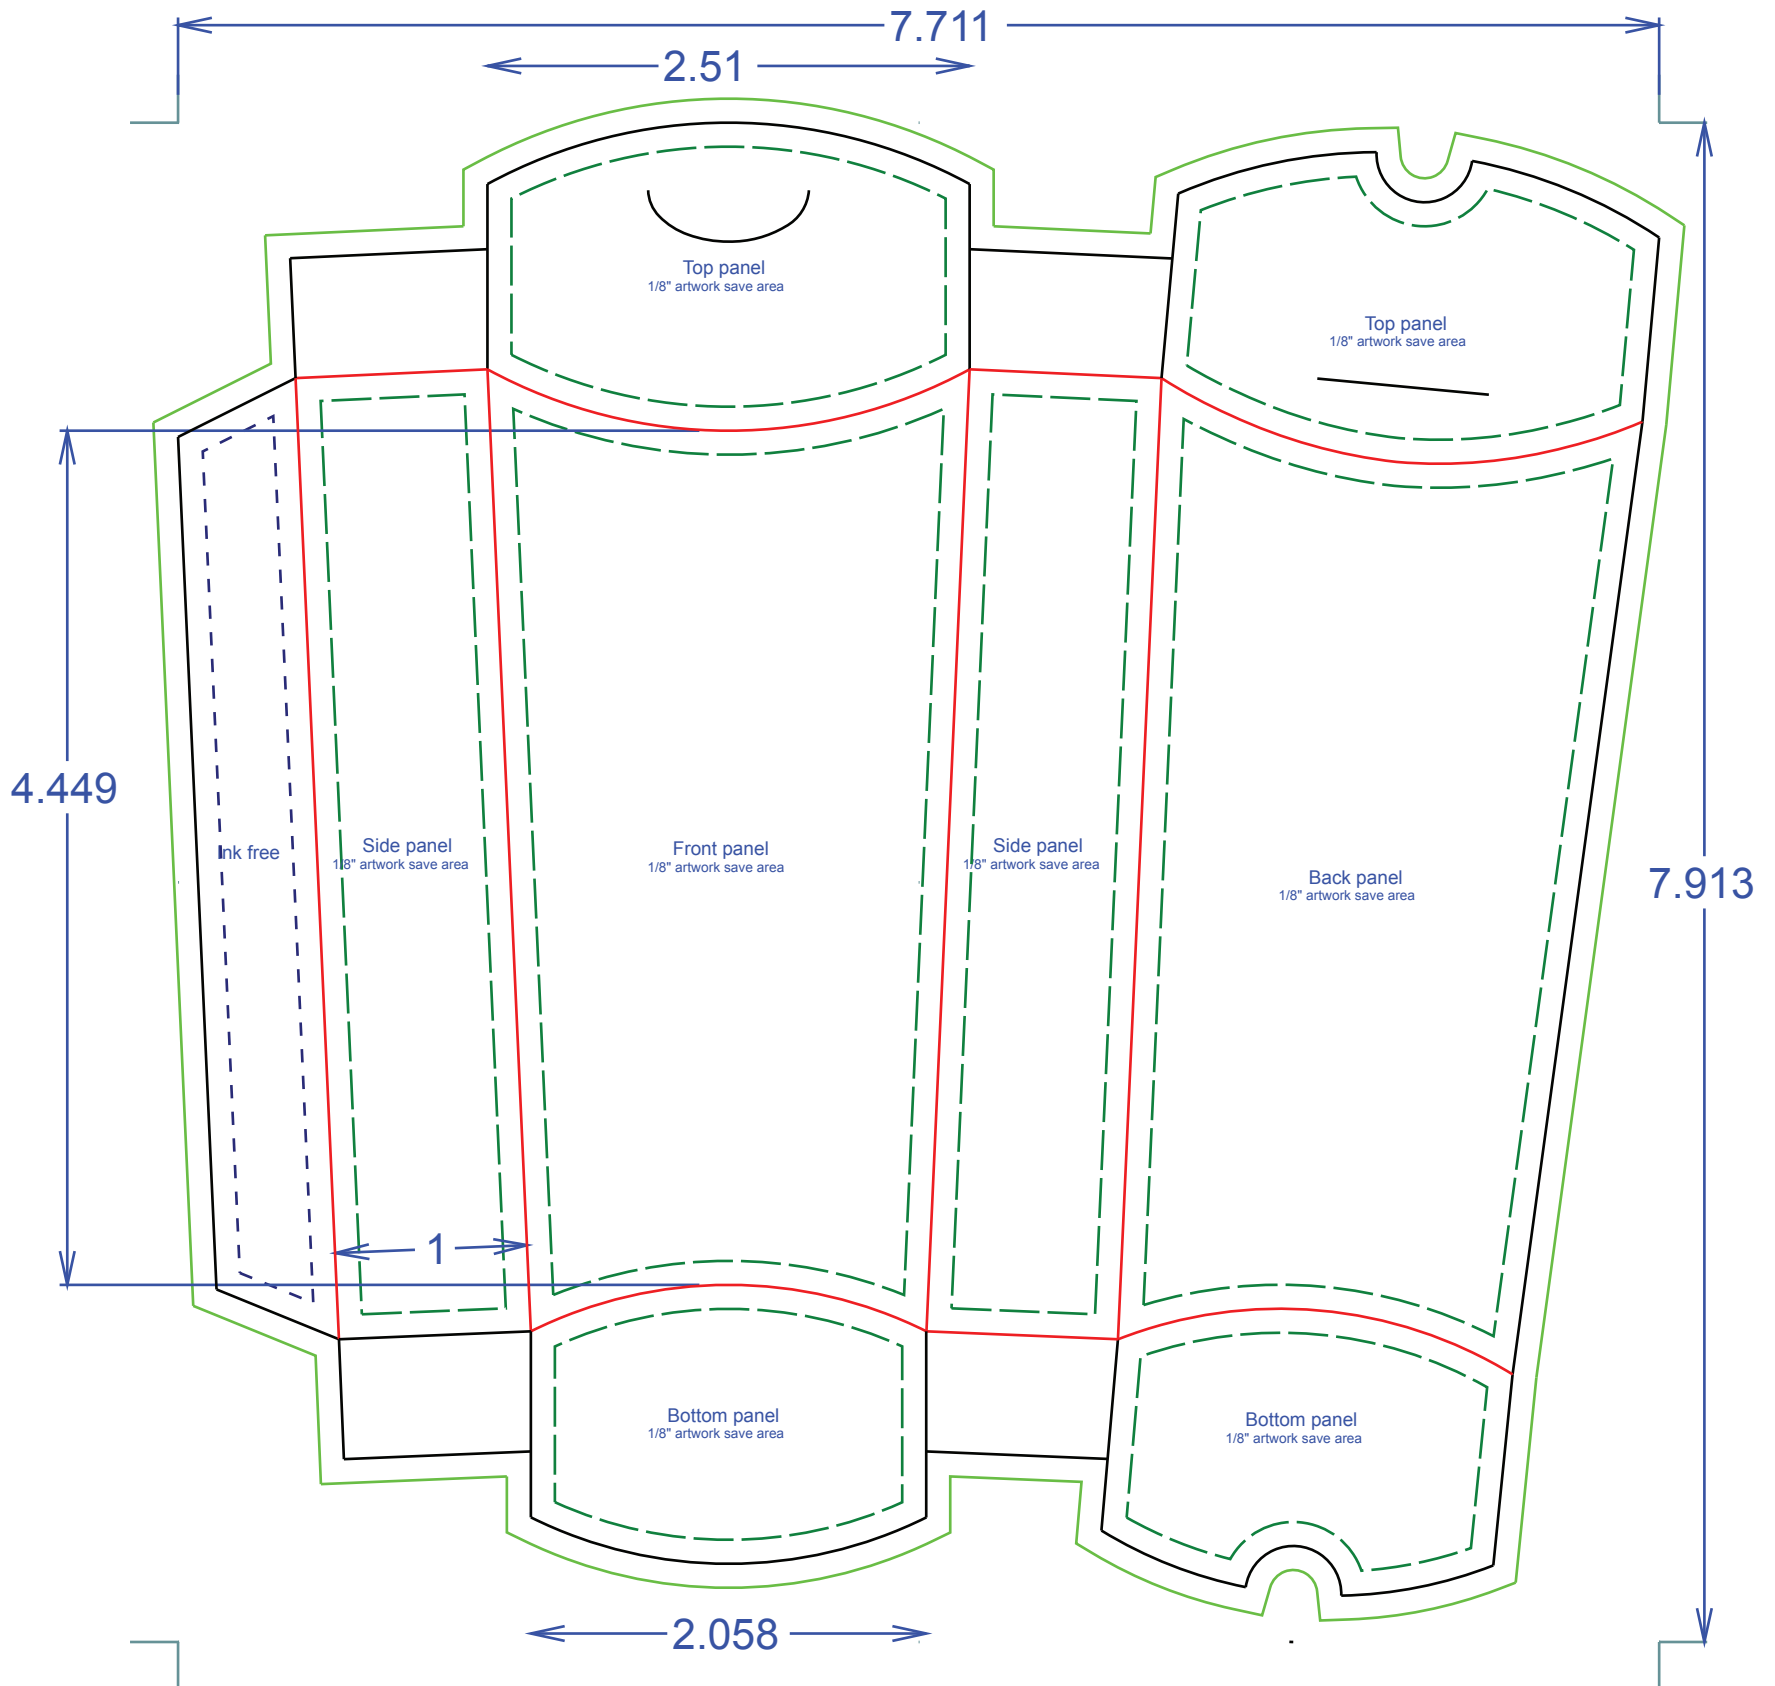 7.711
2.51
Top panel
1/8" artwork save area
Top panel
1/8" artwork save area
4.449
Ink free
Side panel
1/8" artwork save area
Front panel
1/8" artwork save area
Side panel
1/8" artwork save area
Back panel
1/8" artwork save area
7.913
1
Bottom panel
1/8" artwork save area
Bottom panel
1/8" artwork save area
2.058